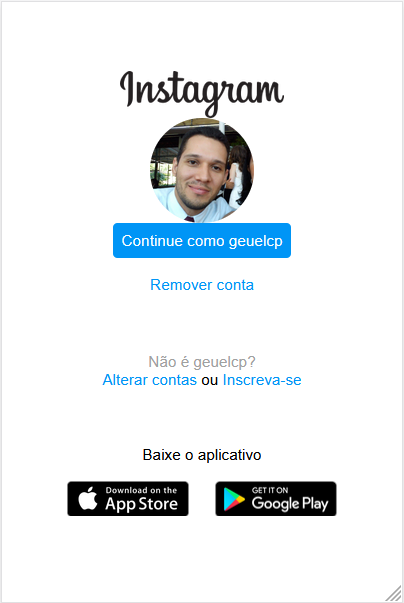 Instagram
Continue como geuelcp
Remover conta
Não é geuelcp?
Alterar contas ou Inscreva-se
Baixe o aplicativo
Download on the
App Store
GET IT ON
Google Play